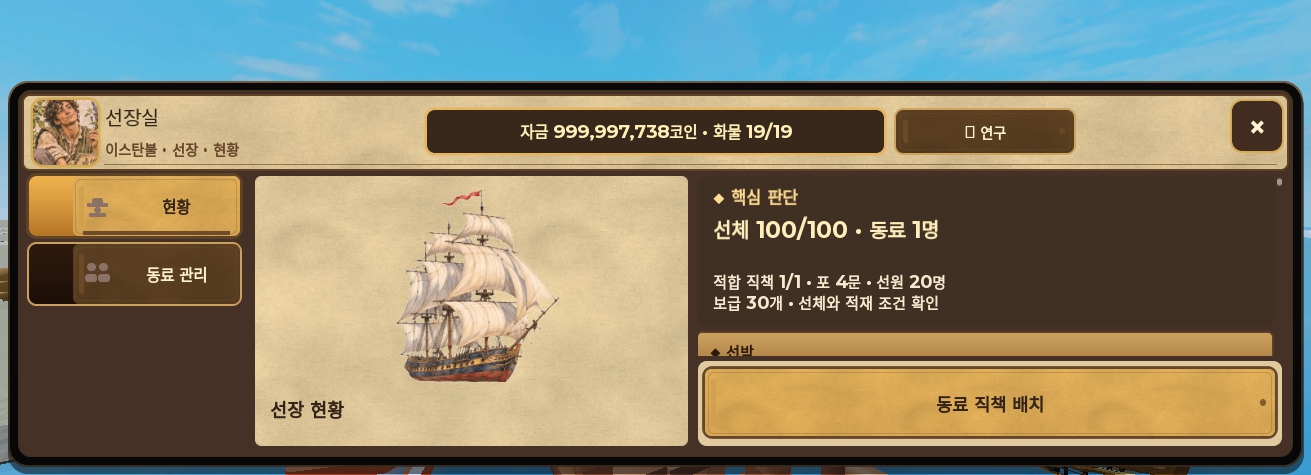 선장실
이스탄불 • 선장 • 현황
자금 999,997,738코인 • 화물 19/19
연구
×
현황
동료 관리
선장 현황
◆ 핵심 판단
선체 100/100 • 동료 1명
적합 직책 1/1 • 포 4문 • 선원 20명
보급 30개 • 선체와 적재 조건 확인
◆ 선박
동료 직책 배치